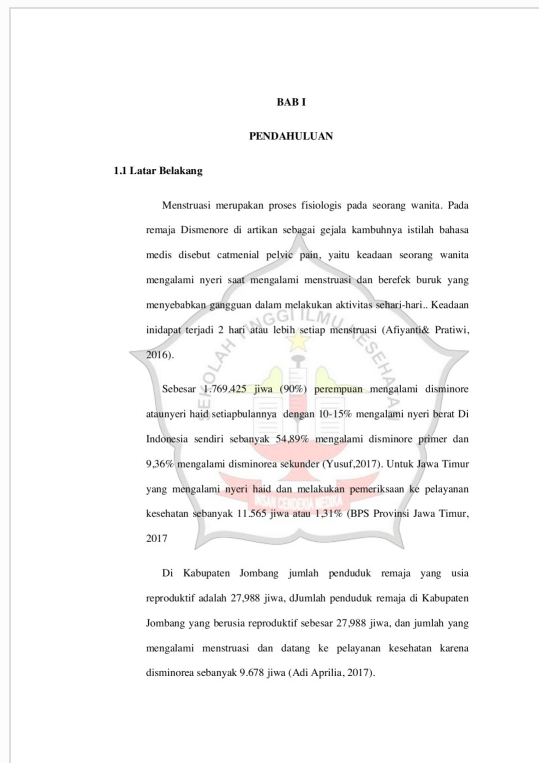 BAB I
PENDAHULUAN
1.1 Latar Belakang
Menstruasi merupakan proses fisiologis pada seorang wanita. Pada
remaja Dismenore di artikan sebagai gejala kambuhnya istilah bahasa
medis disebut catmenial pelvic pain, yaitu keadaan seorang wanita
mengalami nyeri saat mengalami menstruasi dan berefek buruk yang
menyebabkan gangguan dalam melakukan aktivitas sehari-hari.. Keadaan
inidapat terjadi 2 hari atau lebih setiap menstruasi (Afiyanti& Pratiwi,
2016).
Sebesar 1.769.425 jiwa (90%) perempuan mengalami disminore
ataunyeri haid setiapbulannya dengan 10-15% mengalami nyeri berat Di
Indonesia sendiri sebanyak 54,89% mengalami disminore primer dan
9,36% mengalami disminorea sekunder (Yusuf,2017). Untuk Jawa Timur
yang mengalami nyeri haid dan melakukan pemeriksaan ke pelayanan
kesehatan sebanyak 11.565 jiwa atau 1,31% (BPS Provinsi Jawa Timur,
2017
Di Kabupaten Jombang jumlah penduduk remaja yang usia
reproduktif adalah 27,988 jiwa, dJumlah penduduk remaja di Kabupaten
Jombang yang berusia reproduktif sebesar 27,988 jiwa, dan jumlah yang
mengalami menstruasi dan datang ke pelayanan kesehatan karena
disminorea sebanyak 9.678 jiwa (Adi Aprilia, 2017).
SEKOLAH TINGGI ILMU KESEHATAN
INSAN CENDEKIA MEDIKA